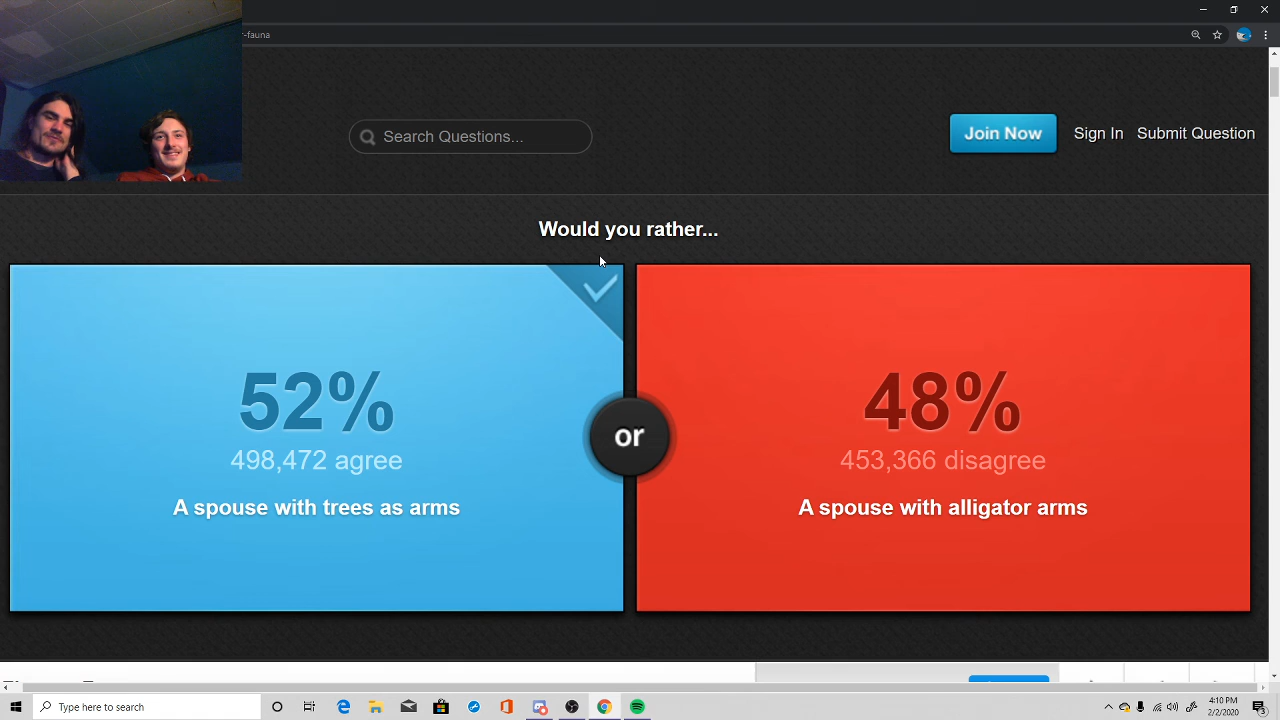 r-fauna
Search Questions...
Join Now
Sign In
Submit Question
Would you rather...
52%
498,472 agree
A spouse with trees as arms
or
48%
453,366 disagree
A spouse with alligator arms
Type here to search
4:10 PM
2/2/2020
3